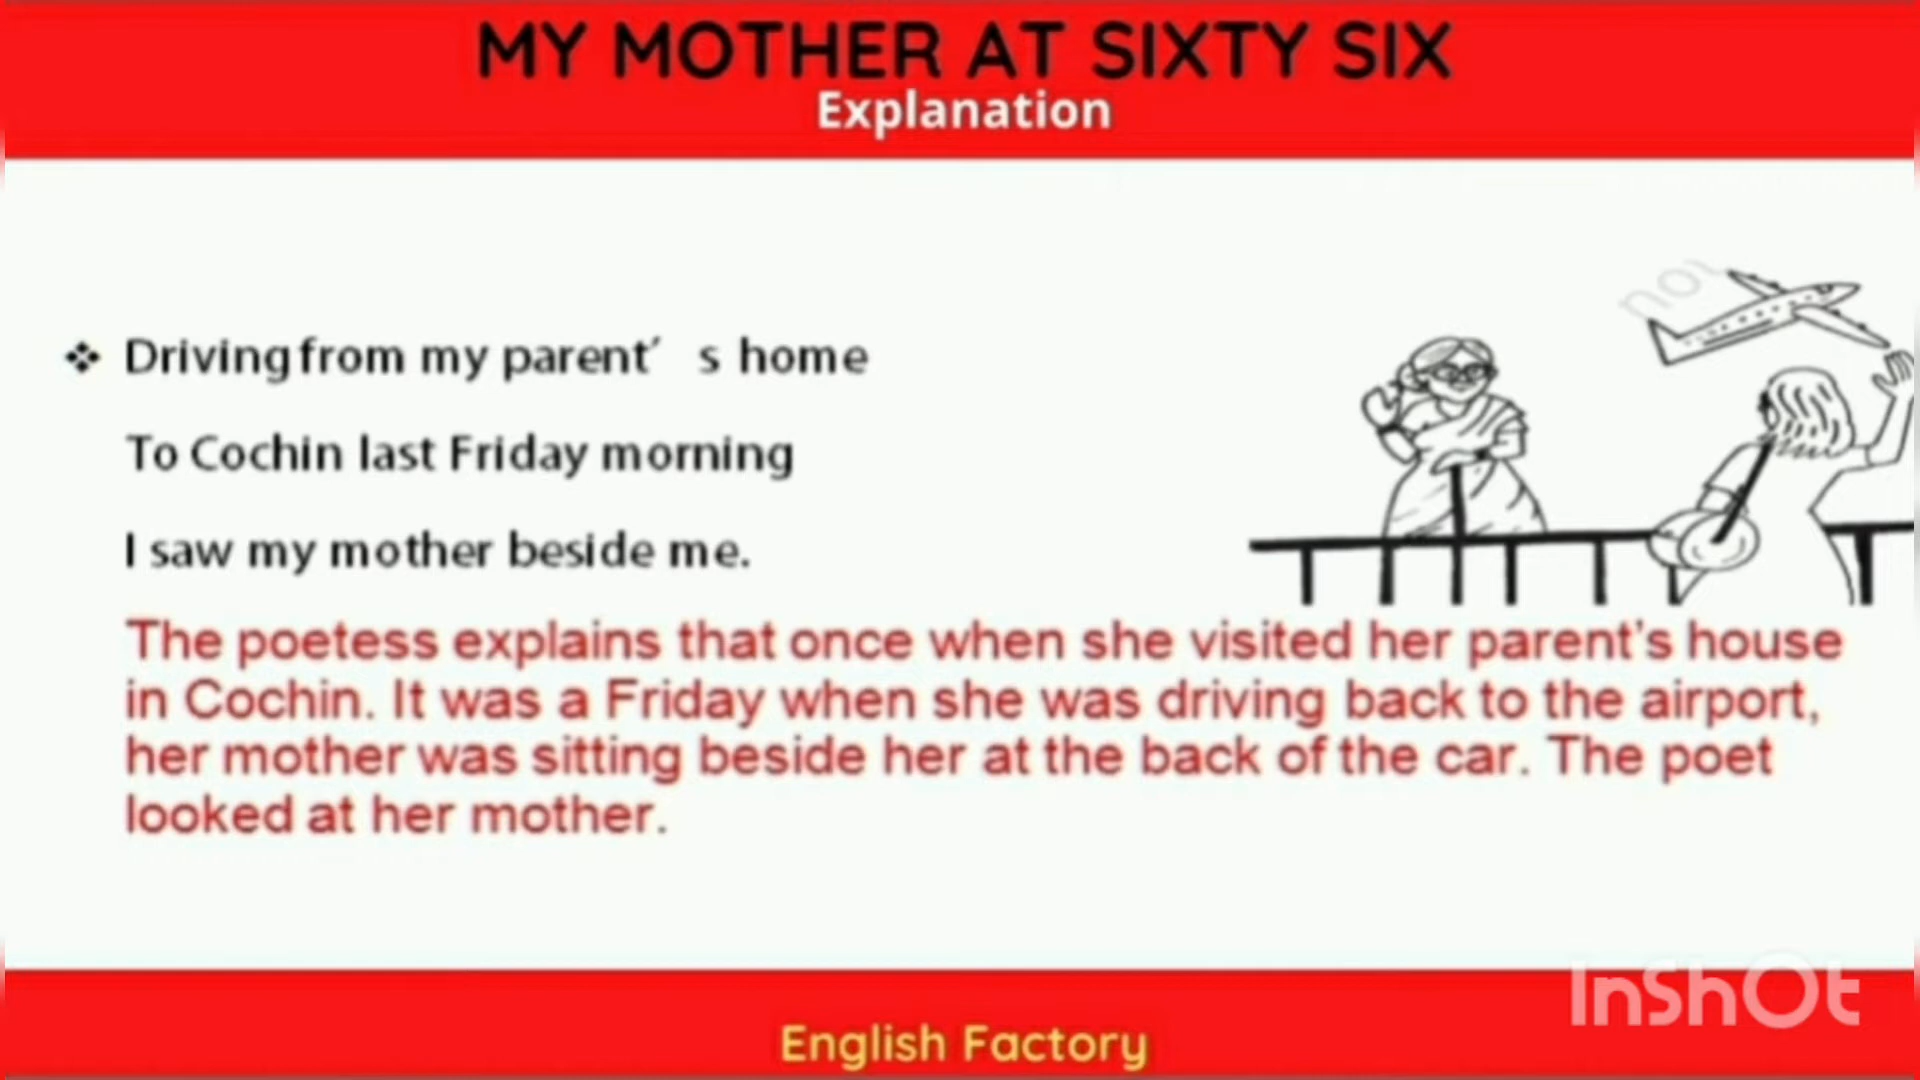 MY MOTHER AT SIXTY SIX
Explanation
not
❖ Driving from my parent’ s home
To Cochin last Friday morning
I saw my mother beside me.
The poetess explains that once when she visited her parent's house
in Cochin. It was a Friday when she was driving back to the airport,
her mother was sitting beside her at the back of the car. The poet
looked at her mother.
InShOt
English Factory